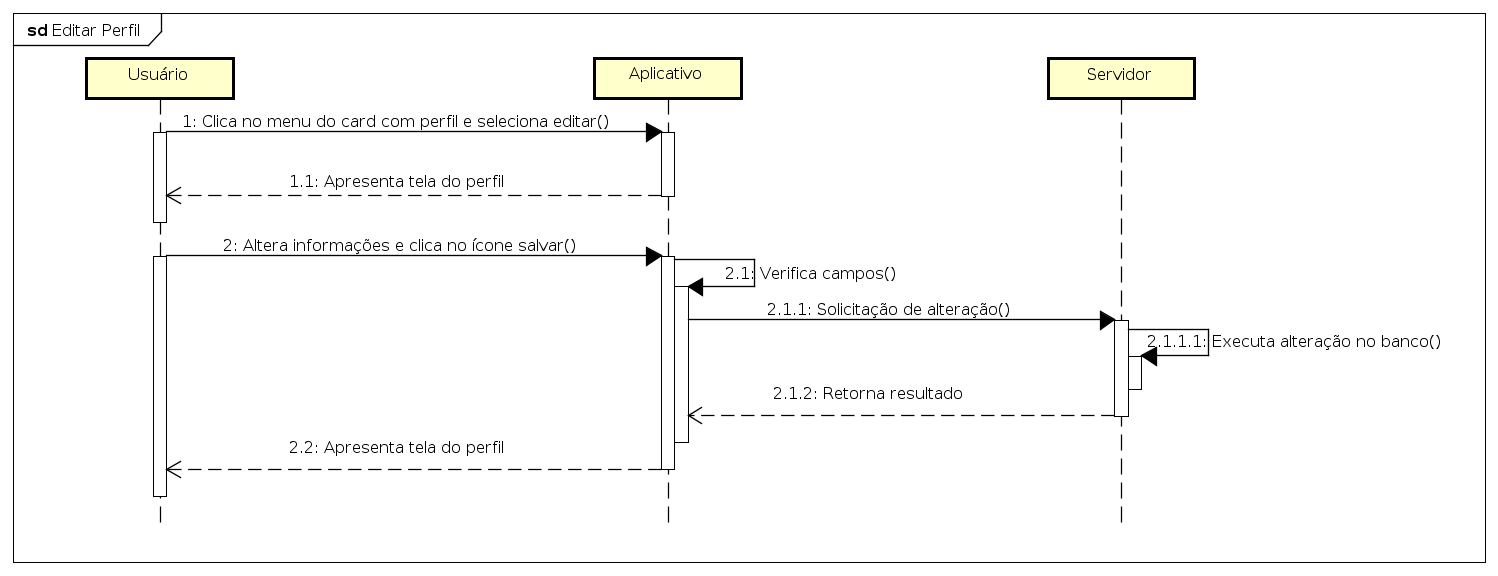 sd Editar Perfil
Usuário
Aplicativo
Servidor
1: Clica no menu do card com perfil e seleciona editar()
1.1: Apresenta tela do perfil
2: Altera informações e clica no ícone salvar()
2.1: Verifica campos()
2.1.1: Solicitação de alteração()
2.1.1.1: Executa alteração no banco()
2.1.2: Retorna resultado
2.2: Apresenta tela do perfil